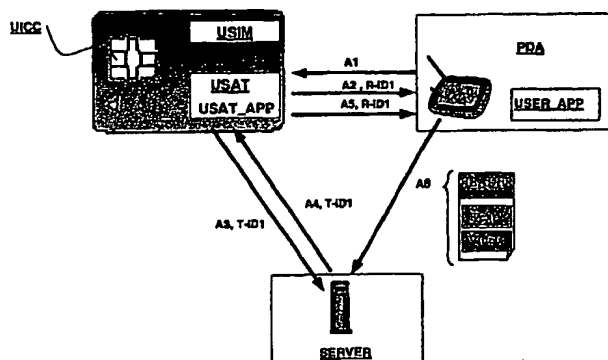 UICC
USIM
USAT
USAT_APP
A1
A2, R-ID1
A5, R-ID1
PDA
USER_APP
A3, T-ID1
A4, T-ID1
A6
SERVER